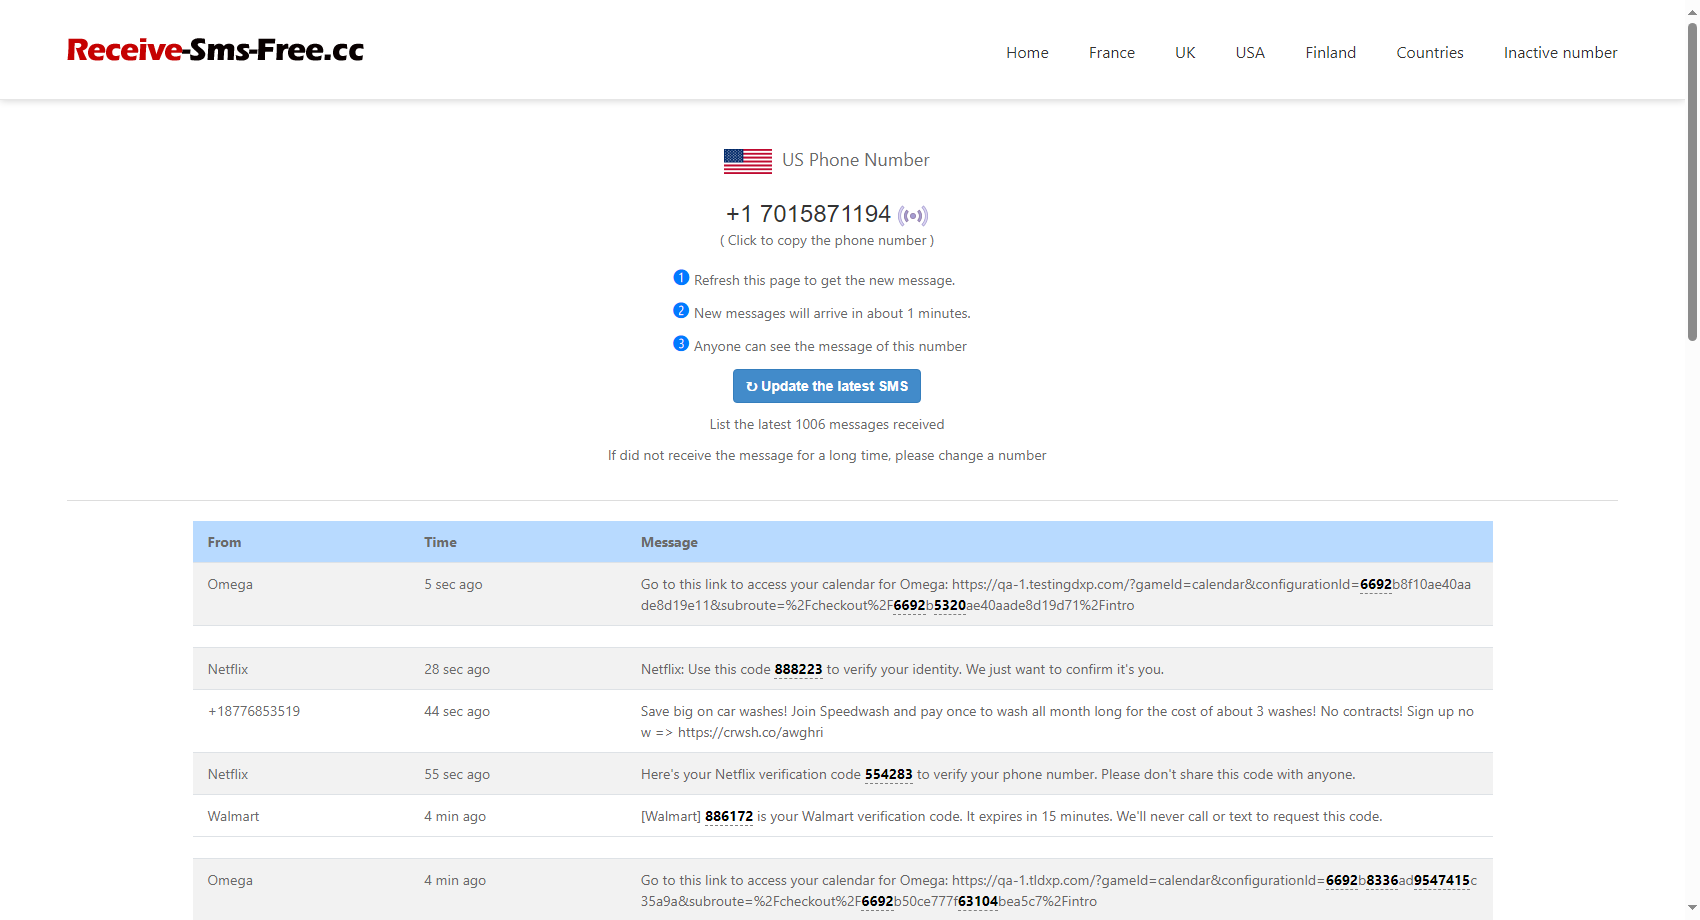 Receive-Sms-Free.cc
Home France UK USA Finland Countries Inactive number
US Phone Number
+1 7015871194
( Click to copy the phone number )
1 Refresh this page to get the new message.
2 New messages will arrive in about 1 minutes.
3 Anyone can see the message of this number
↻ Update the latest SMS
List the latest 1006 messages received
If did not receive the message for a long time, please change a number
From Time Message
Omega 5 sec ago Go to this link to access your calendar for Omega: https://qa-1.testingdxp.com/?gameId=calendar&configurationId=6692b8f10ae40aa
de8d19e11&subroute=%2Fcheckout%2F6692b5320ae40aade8d19d71%2Fintro
Netflix 28 sec ago Netflix: Use this code 888223 to verify your identity. We just want to confirm it's you.
+18776853519 44 sec ago Save big on car washes! Join Speedwash and pay once to wash all month long for the cost of about 3 washes! No contracts! Sign up no
w => https://crwsh.co/awghri
Netflix 55 sec ago Here's your Netflix verification code 554283 to verify your phone number. Please don't share this code with anyone.
Walmart 4 min ago [Walmart] 886172 is your Walmart verification code. It expires in 15 minutes. We'll never call or text to request this code.
Omega 4 min ago Go to this link to access your calendar for Omega: https://qa-1.tldxp.com/?gameId=calendar&configurationId=6692b8336ad9547415c
35a9a&subroute=%2Fcheckout%2F6692b50ce777f63104bea5c7%2Fintro